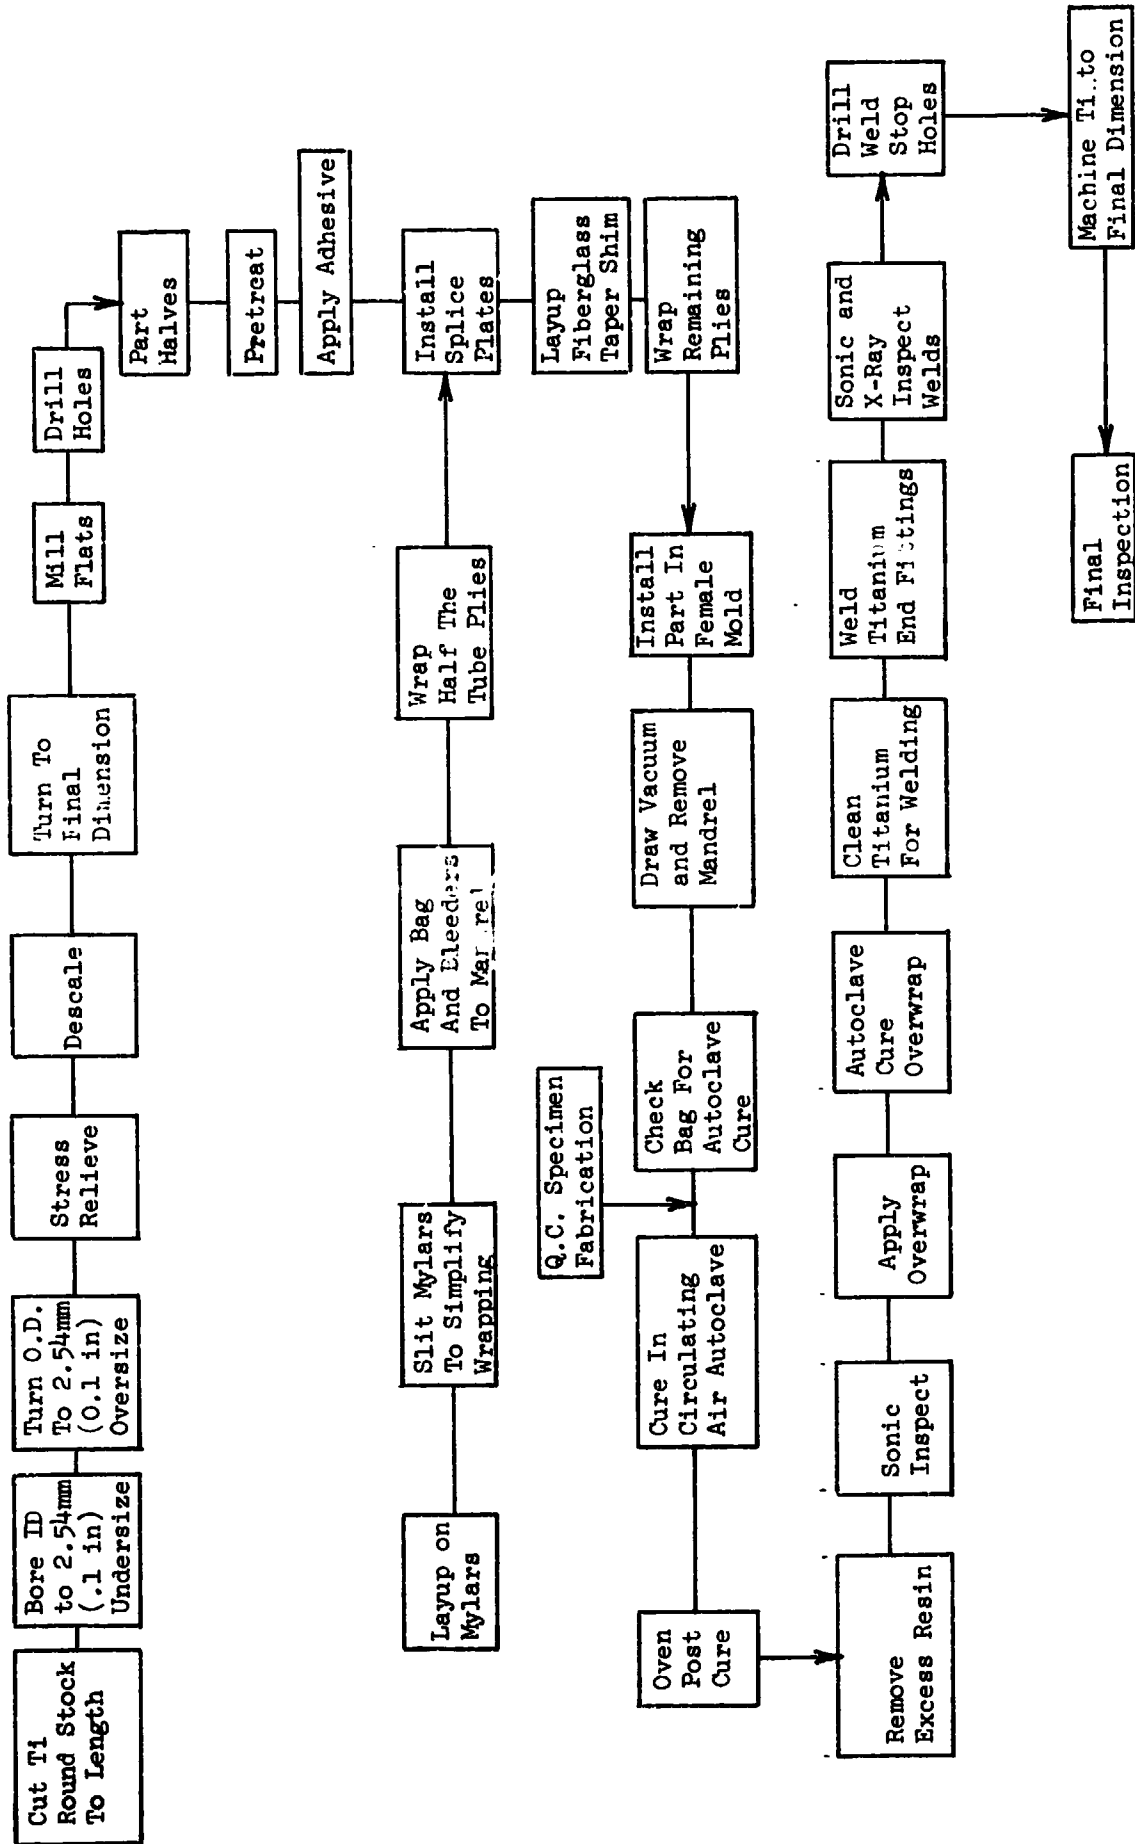 Cut Ti
Round Stock
To Length
Bore ID
to 2.54mm
(.1 in)
Undersize
Turn O.D.
To 2.54mm
(0.1 in)
Oversize
Stress
Relieve
Descale
Turn To
Final
Dimension
Mill
Flats
Drill
Holes
Part
Halves
Pretreat
Apply Adhesive
Layup on
Mylars
Slit Mylars
To Simplify
Wrapping
Apply Bag
And Bleeders
To Mandrel
Wrap
Half The
Tube Plies
Install
Splice
Plates
Layup
Fiberglass
Taper Shim
Wrap
Remaining
Plies
Install
Part In
Female
Mold
Draw Vacuum
and Remove
Mandrel
Check
Bag For
Autoclave
Cure
Q.C. Specimen
Fabrication
Cure In
Circulating
Air Autoclave
Oven
Post
Cure
Remove
Excess Resin
Sonic
Inspect
Apply
Overwrap
Autoclave
Cure
Overwrap
Clean
Titanium
For Welding
Weld
Titanium
End Fittings
Sonic and
X-Ray
Inspect
Welds
Drill
Weld
Stop
Holes
Machine Ti..to
Final Dimension
Final
Inspection